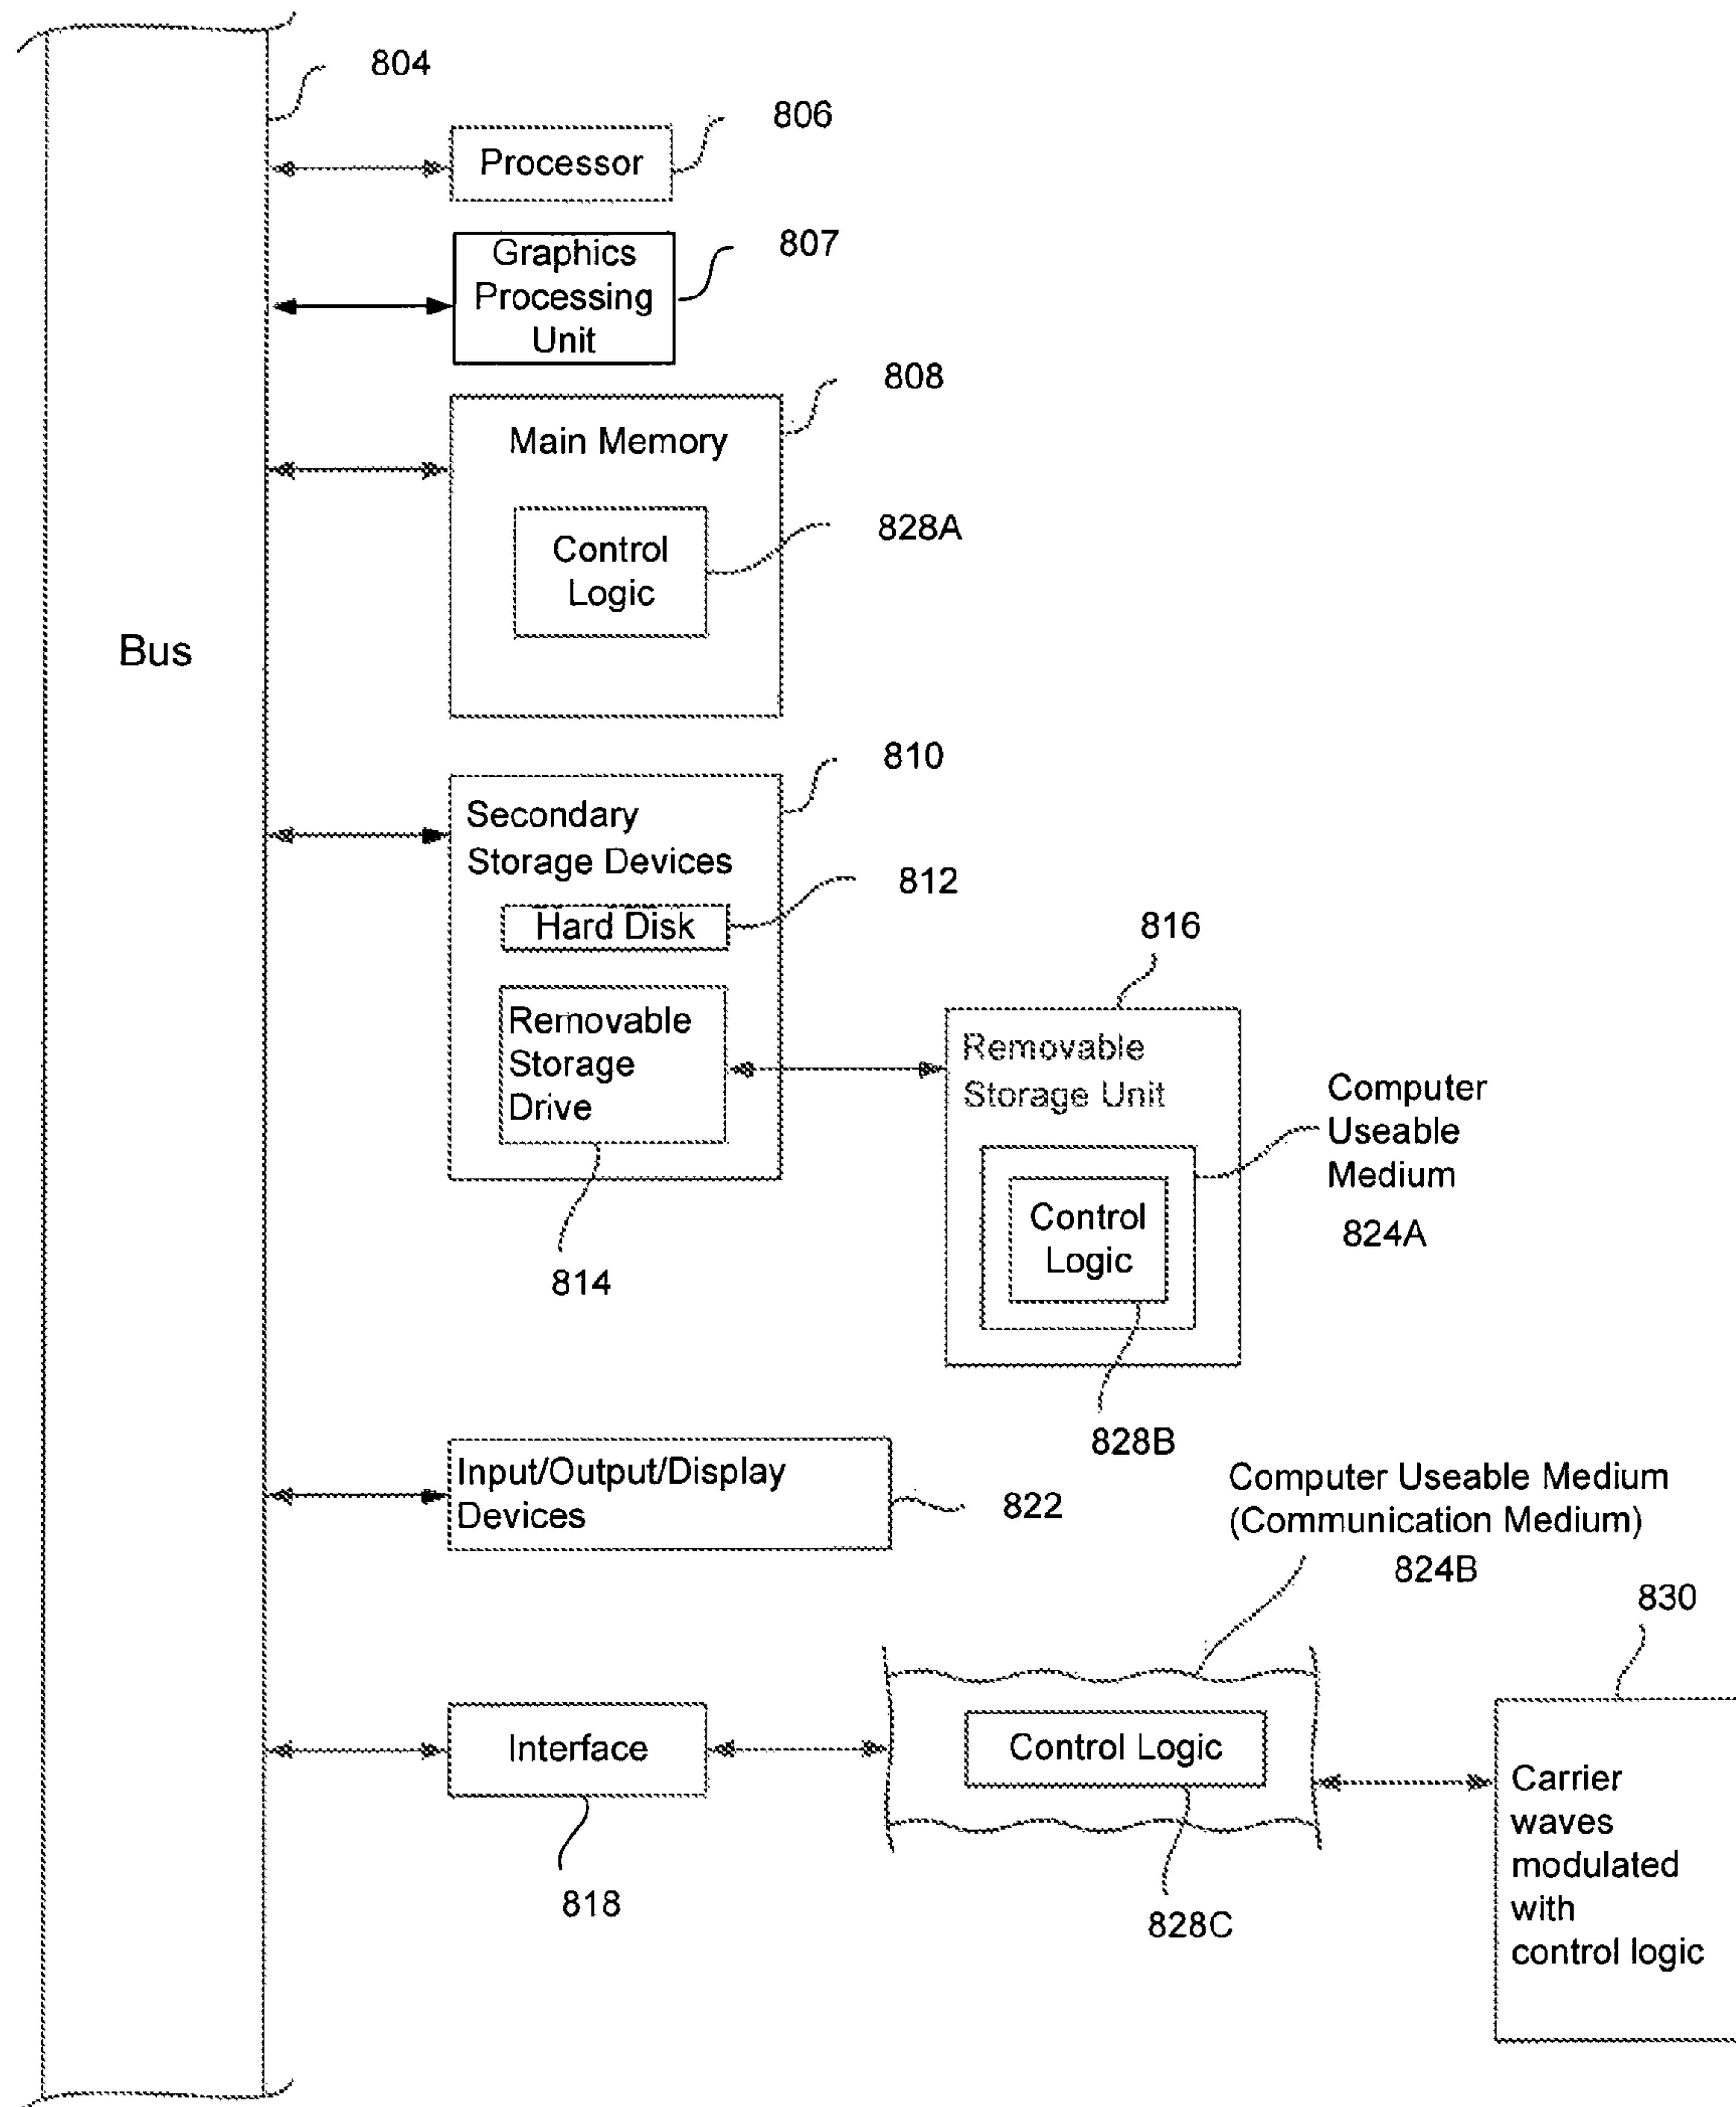 804
806
Processor
807
Graphics
Processing
Unit
808
Main Memory
828A
Control
Logic
Bus
810
Secondary
Storage Devices
812
Hard Disk
816
Removable
Storage
Drive
Removable
Storage Unit
Computer
Useable
Medium
824A
Control
Logic
814
828B
Input/Output/Display
Devices
822
Computer Useable Medium
(Communication Medium)
824B
830
Interface
Control Logic
Carrier
waves
modulated
with
control logic
818
828C